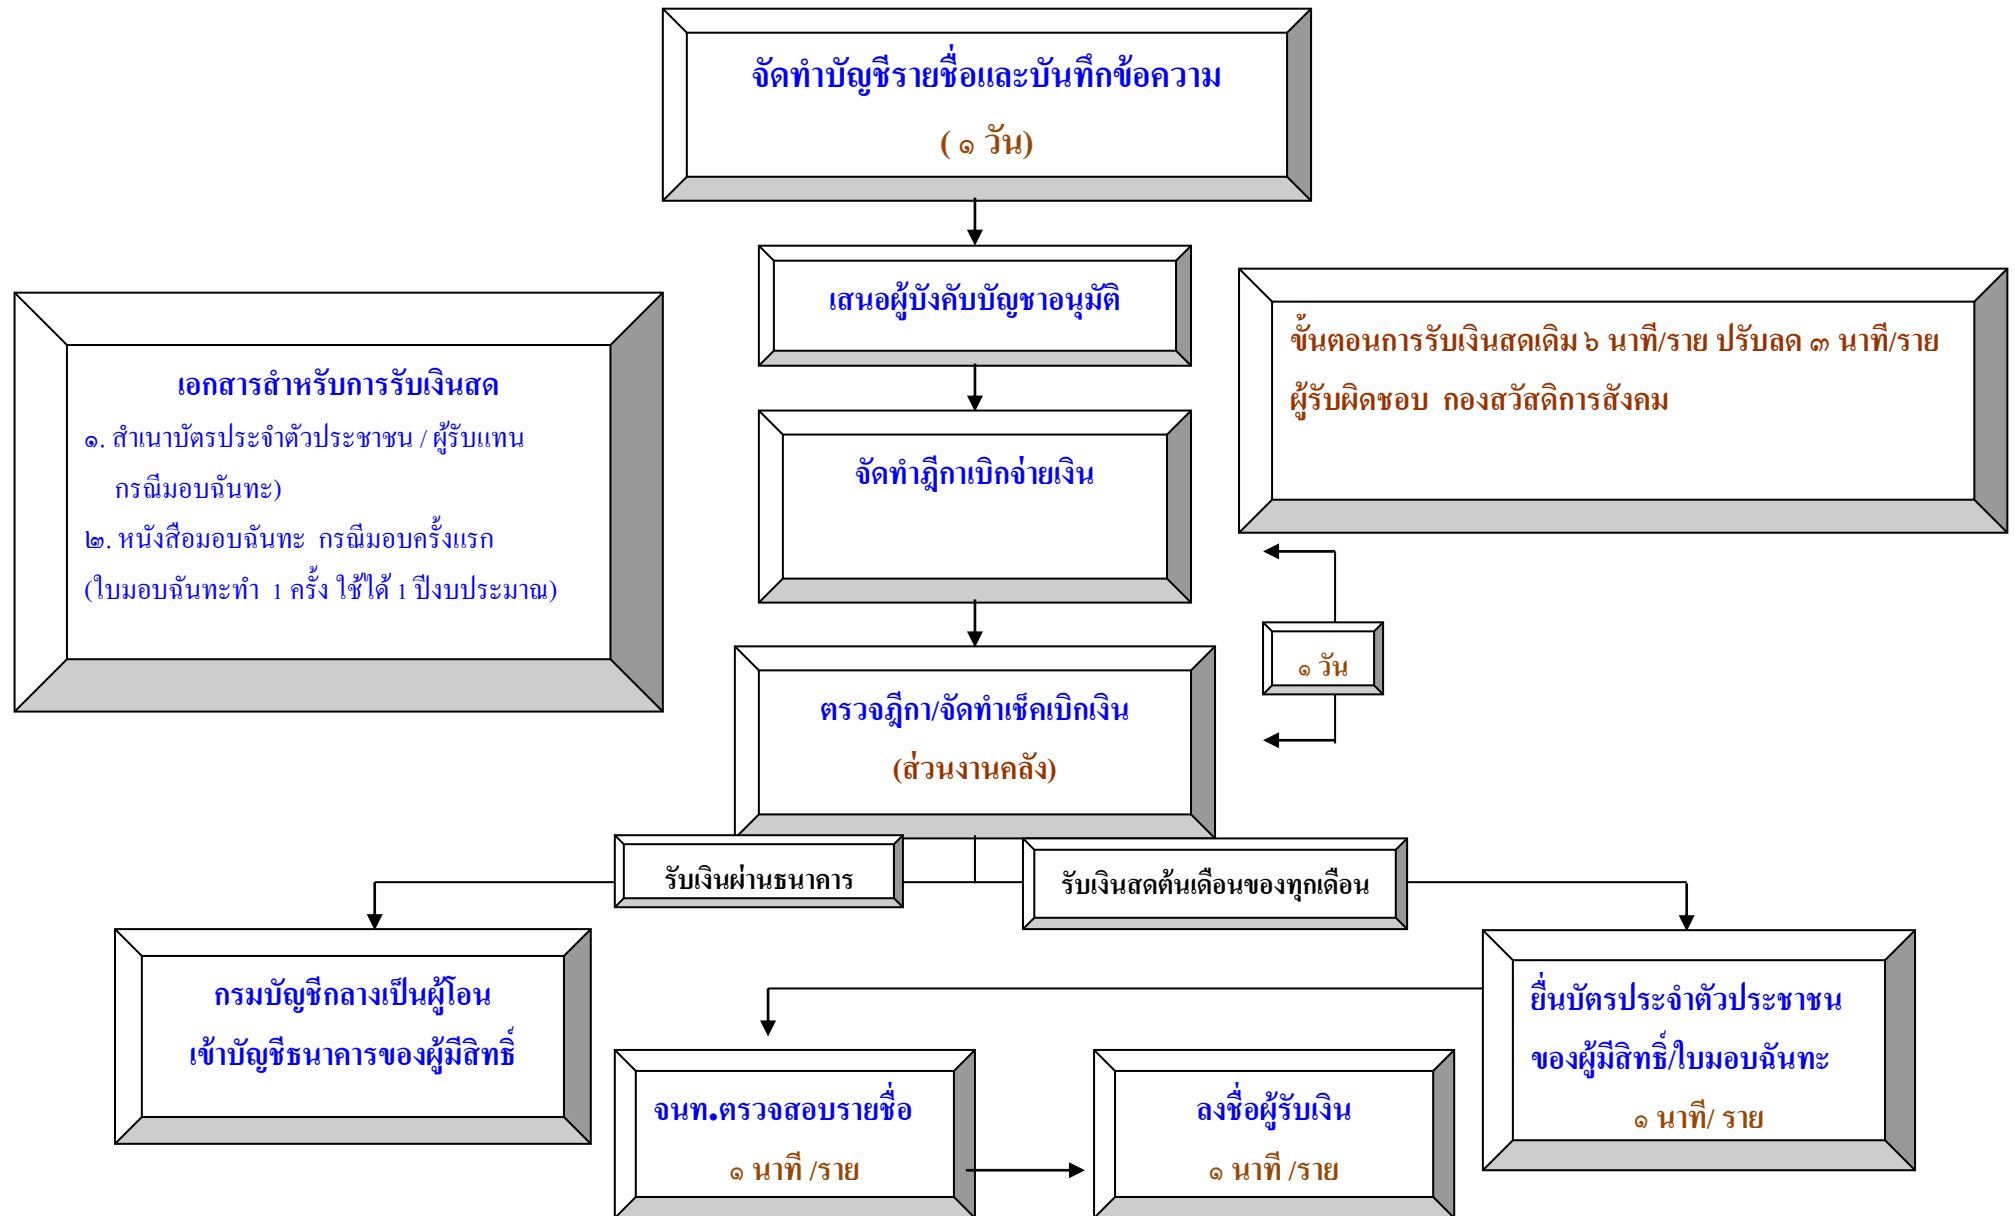 จัดทำบัญชีรายชื่อและบันทึกข้อความ
( ๑ วัน)
เสนอผู้บังคับบัญชาอนุมัติ
ขั้นตอนการรับเงินสดเดิม ๖ นาที/ราย ปรับลด ๓ นาที/ราย
ผู้รับผิดชอบ กองสวัสดิการสังคม
เอกสารสำหรับการรับเงินสด
๑. สำเนาบัตรประจำตัวประชาชน / ผู้รับแทน
กรณีมอบฉันทะ)
๒. หนังสือมอบฉันทะ กรณีมอบครั้งแรก
(ใบมอบฉันทะทำ 1 ครั้ง ใช้ได้ 1 ปีงบประมาณ)
จัดทำฎีกาเบิกจ่ายเงิน
๑ วัน
ตรวจฎีกา/จัดทำเช็คเบิกเงิน
(ส่วนงานคลัง)
รับเงินผ่านธนาคาร
รับเงินสดต้นเดือนของทุกเดือน
กรมบัญชีกลางเป็นผู้โอน
เข้าบัญชีธนาคารของผู้มีสิทธิ์
ยื่นบัตรประจำตัวประชาชน
ของผู้มีสิทธิ์/ใบมอบฉันทะ
๑ นาที/ ราย
จนท.ตรวจสอบรายชื่อ
๑ นาที /ราย
ลงชื่อผู้รับเงิน
๑ นาที /ราย